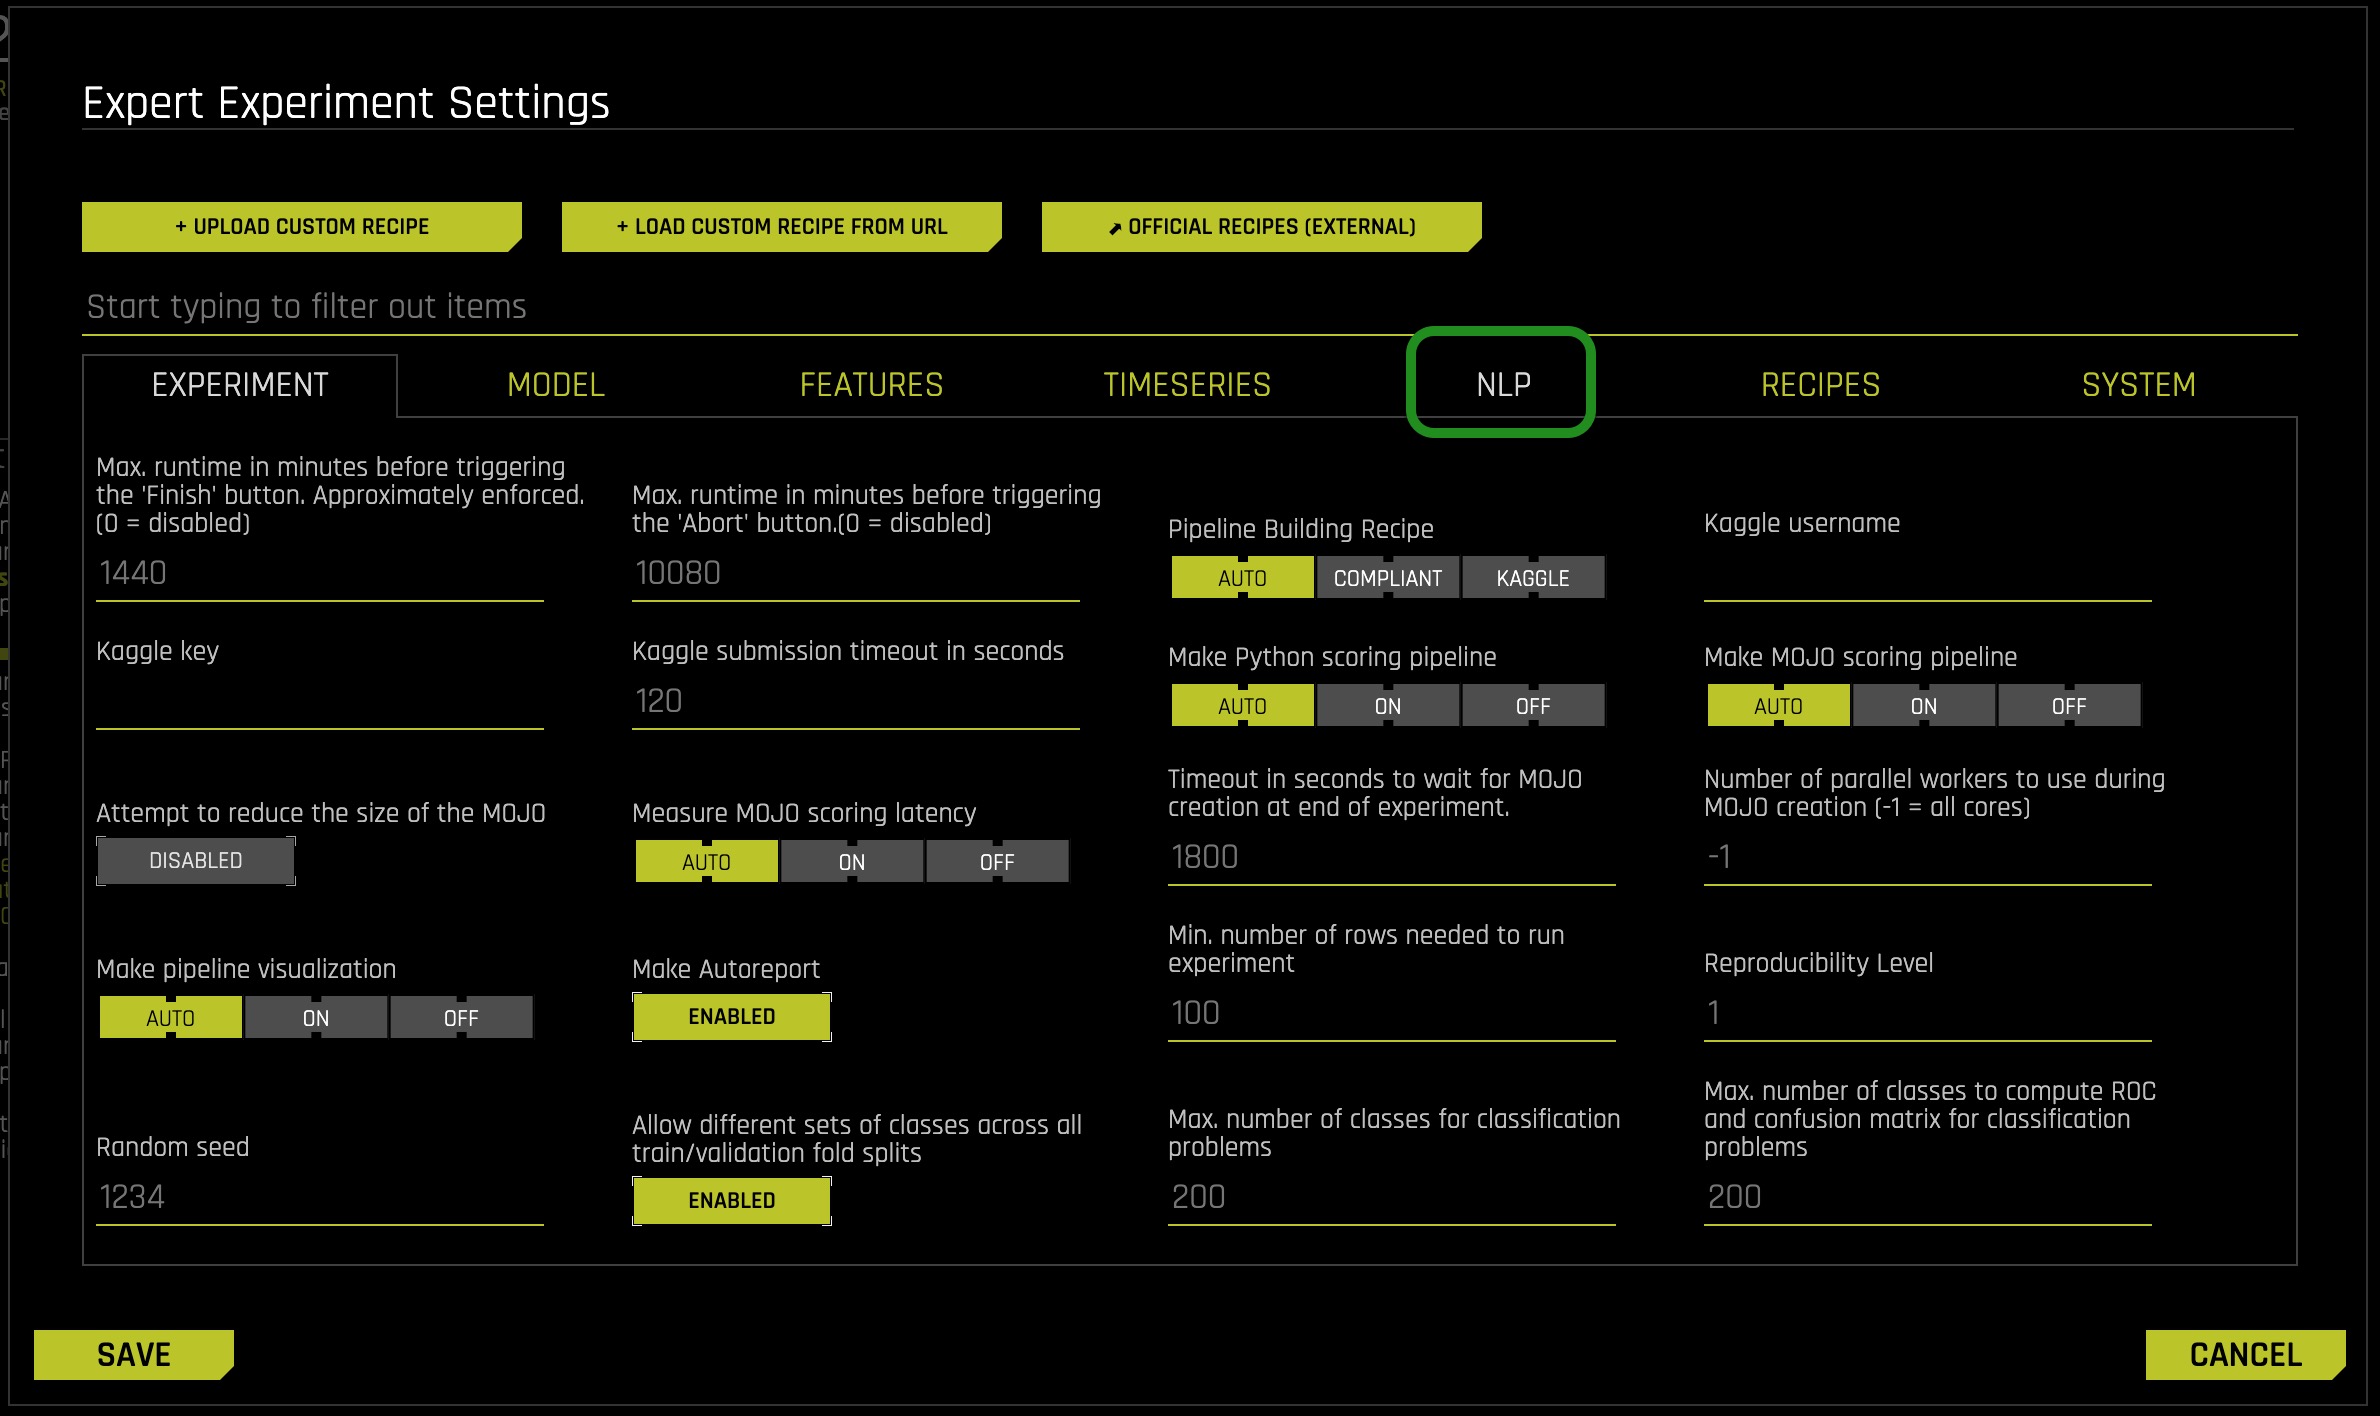 Expert Experiment Settings
+ UPLOAD CUSTOM RECIPE
+ LOAD CUSTOM RECIPE FROM URL
OFFICIAL RECIPES (EXTERNAL)
Start typing to filter out items
EXPERIMENT
MODEL
FEATURES
TIMESERIES
NLP
RECIPES
SYSTEM
Max. runtime in minutes before triggering
the 'Finish' button. Approximately enforced.
(0 = disabled)
1440
Max. runtime in minutes before triggering
the 'Abort' button.(0 = disabled)
10080
Pipeline Building Recipe
AUTO
COMPLIANT
KAGGLE
Kaggle username
Kaggle key
Kaggle submission timeout in seconds
120
Make Python scoring pipeline
AUTO
ON
OFF
Make MOJO scoring pipeline
AUTO
ON
OFF
Attempt to reduce the size of the MOJO
DISABLED
Measure MOJO scoring latency
AUTO
ON
OFF
Timeout in seconds to wait for MOJO
creation at end of experiment.
1800
Number of parallel workers to use during
MOJO creation (-1 = all cores)
-1
Make pipeline visualization
AUTO
ON
OFF
Make Autoreport
ENABLED
Min. number of rows needed to run
experiment
100
Reproducibility Level
1
Random seed
1234
Allow different sets of classes across all
train/validation fold splits
ENABLED
Max. number of classes for classification
problems
200
Max. number of classes to compute ROC
and confusion matrix for classification
problems
200
SAVE
CANCEL